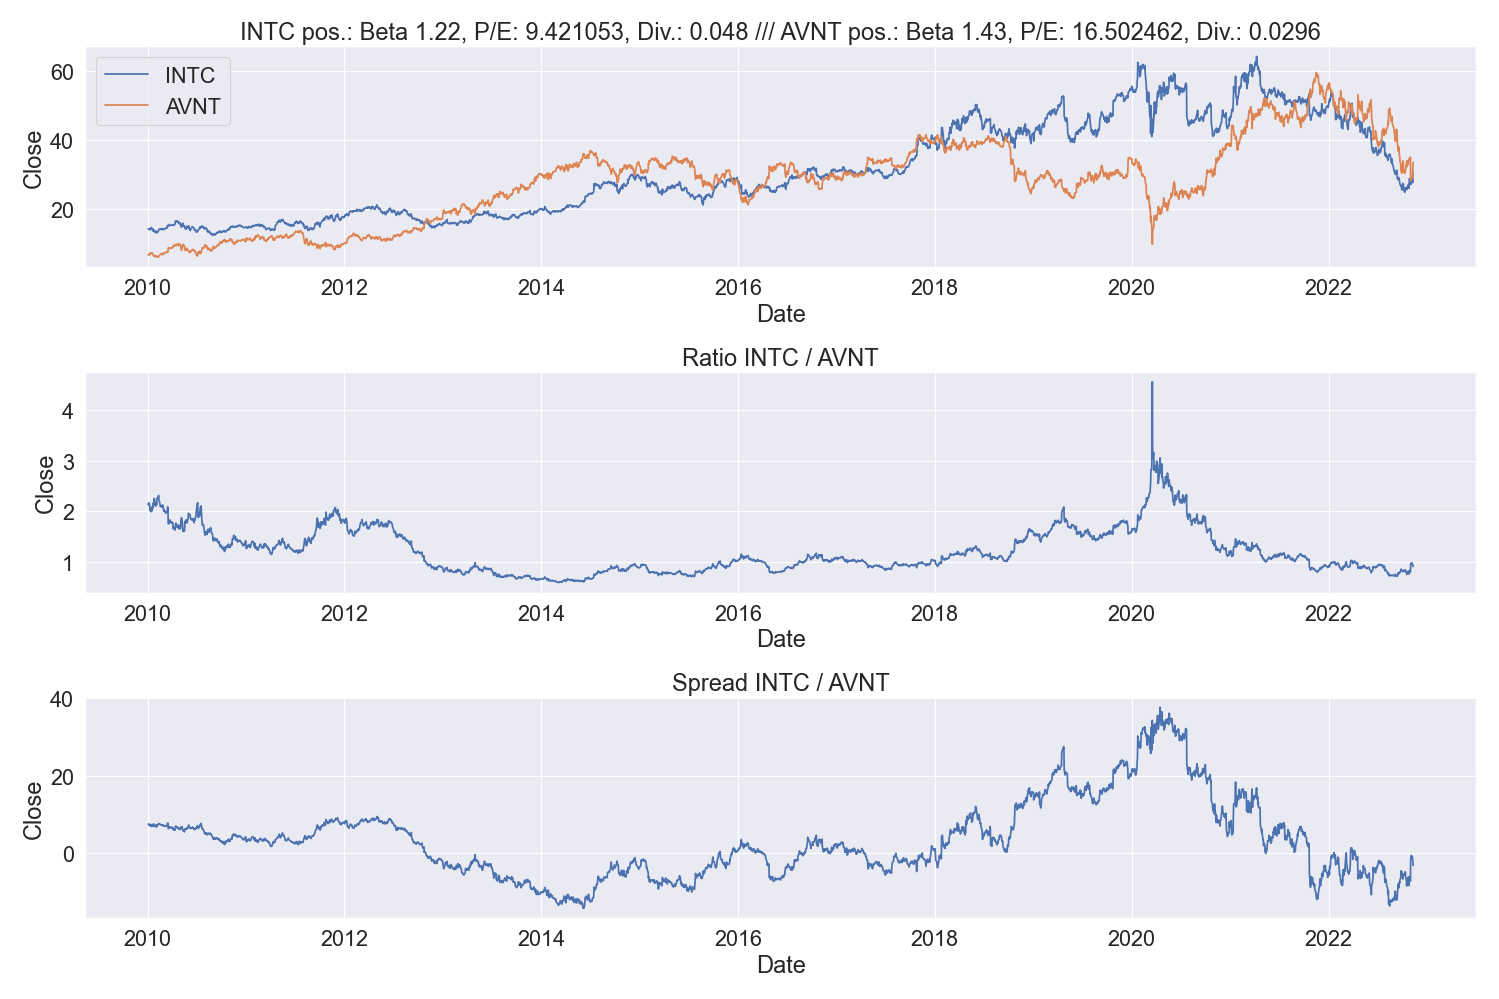 INTC pos.: Beta 1.22, P/E: 9.421053, Div.: 0.048 /// AVNT pos.: Beta 1.43, P/E: 16.502462, Div.: 0.0296
INTC
AVNT
60
40
20
Close
2010 2012 2014 2016 2018 2020 2022
Date
Ratio INTC / AVNT
4
3
2
1
Close
2010 2012 2014 2016 2018 2020 2022
Date
Spread INTC / AVNT
40
20
0
Close
2010 2012 2014 2016 2018 2020 2022
Date